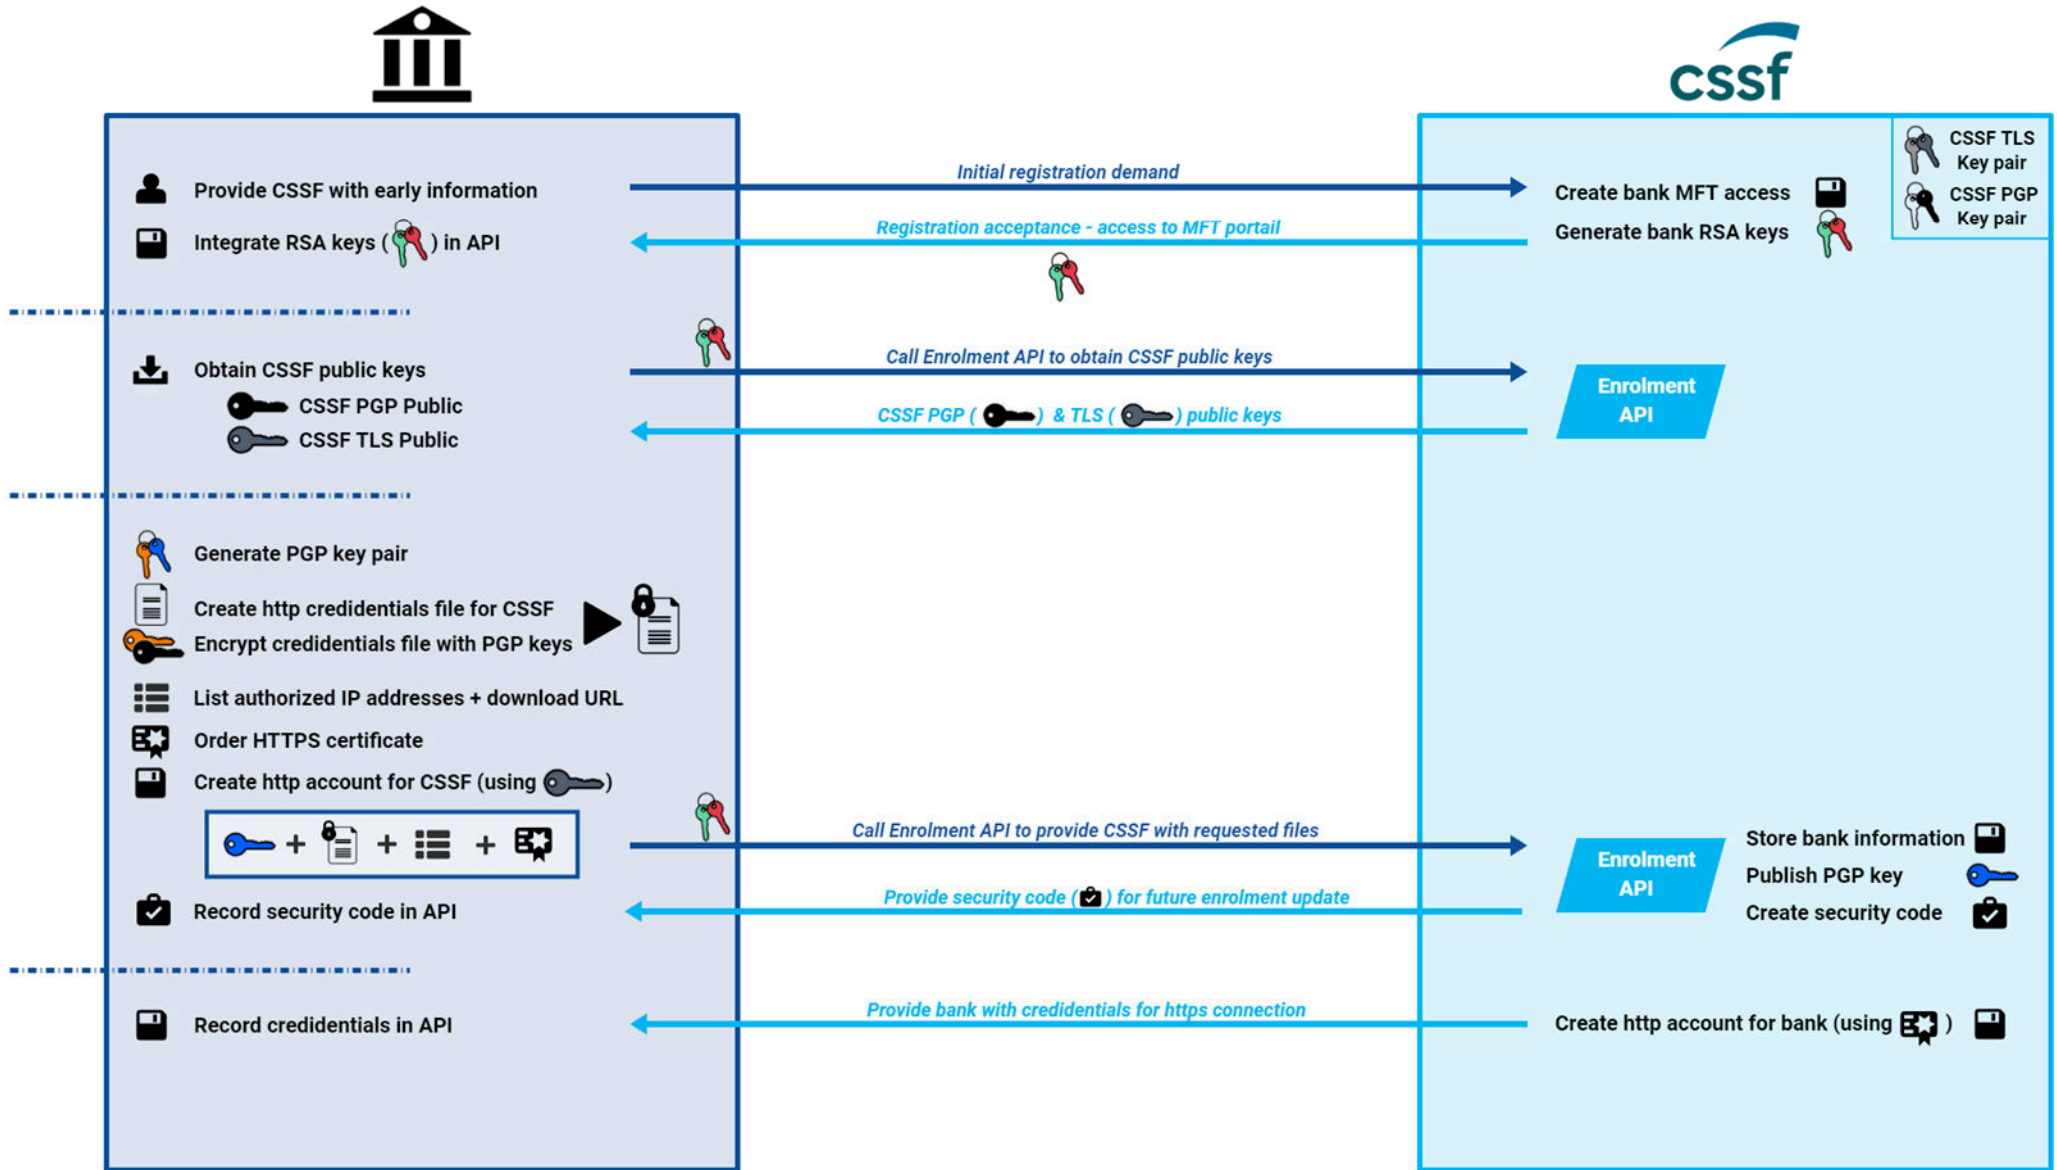 cssf
CSSF TLS
Key pair
CSSF PGP
Key pair
Initial registration demand
Provide CSSF with early information
Create bank MFT access
Registration acceptance - access to MFT portail
Integrate RSA keys ( ) in API
Generate bank RSA keys
Call Enrolment API to obtain CSSF public keys
Obtain CSSF public keys
Enrolment
API
CSSF PGP Public
CSSF PGP ( ) & TLS ( ) public keys
CSSF TLS Public
Generate PGP key pair
Create http credidentials file for CSSF
Encrypt credidentials file with PGP keys
List authorized IP addresses + download URL
Order HTTPS certificate
Create http account for CSSF (using )
+ + +
Call Enrolment API to provide CSSF with requested files
Enrolment
API
Store bank information
Publish PGP key
Create security code
Provide security code ( ) for future enrolment update
Record security code in API
Provide bank with credidentials for https connection
Record credidentials in API
Create http account for bank (using )